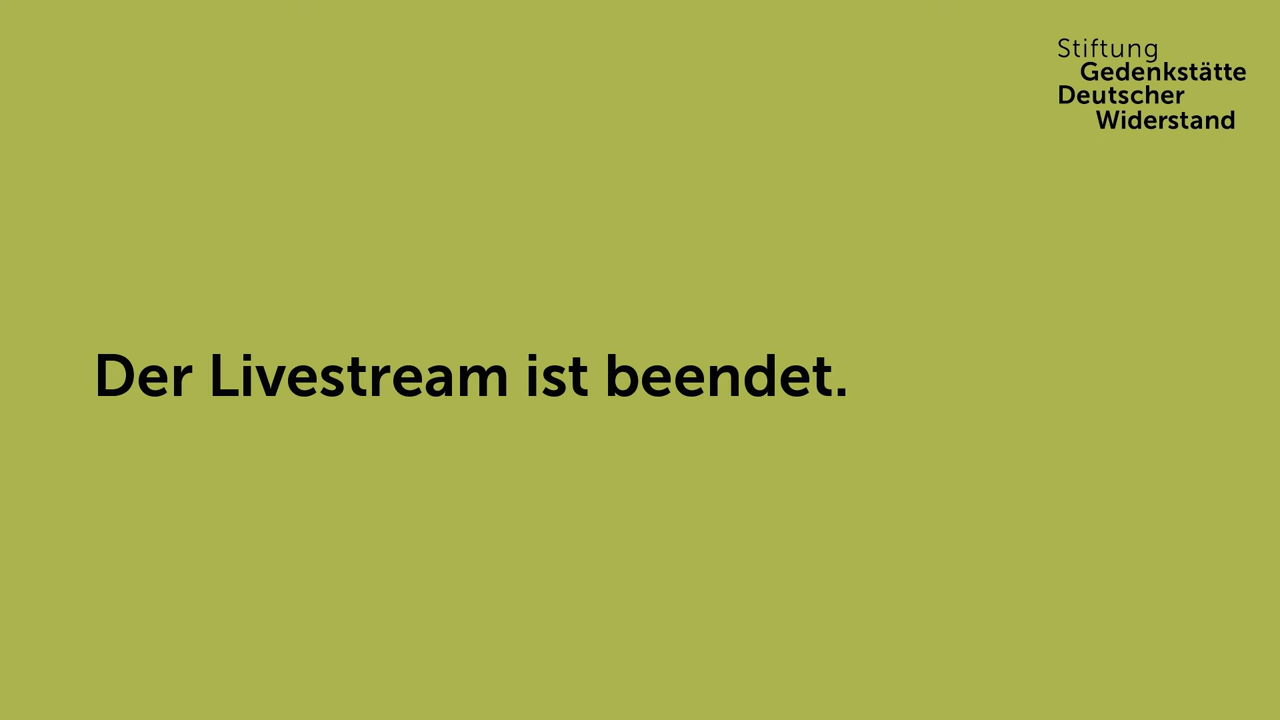 Stiftung
Gedenkstätte
Deutscher
Widerstand
Der Livestream ist beendet.